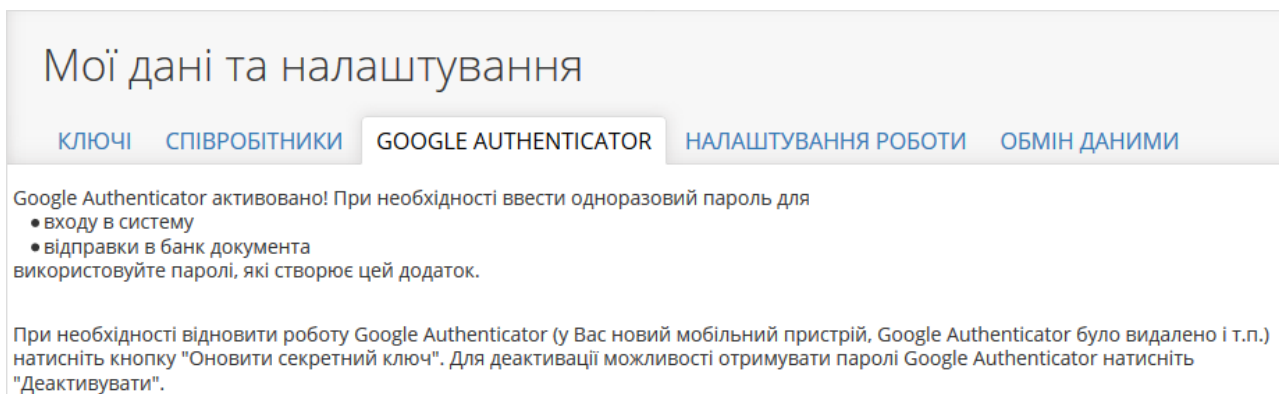 Мої дані та налаштування
КЛЮЧІ СПІВРОБІТНИКИ GOOGLE AUTHENTICATOR НАЛАШТУВАННЯ РОБОТИ ОБМІН ДАНИМИ
Google Authenticator активовано! При необхідності ввести одноразовий пароль для
• входу в систему
• відправки в банк документа
використовуйте паролі, які створює цей додаток.
При необхідності відновити роботу Google Authenticator (у Вас новий мобільний пристрій, Google Authenticator було видалено і т.п.)
натисніть кнопку "Оновити секретний ключ". Для деактивації можливості отримувати паролі Google Authenticator натисніть
"Деактивувати".